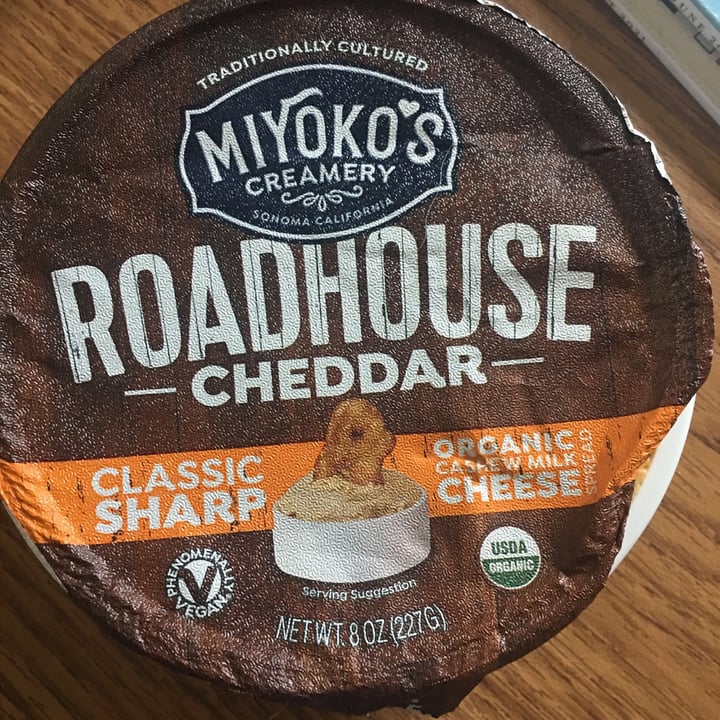 TRADITIONALLY CULTURED
MIYOKO'S
CREAMERY
SONOMA CALIFORNIA
ROADHOUSE
CHEDDAR
CLASSIC
SHARP
ORGANIC
CASHEW MILK
CHEESE
SPREAD
PHENOMENALLY
VEGAN
Serving Suggestion
USDA
ORGANIC
NET WT. 8 OZ (227G)